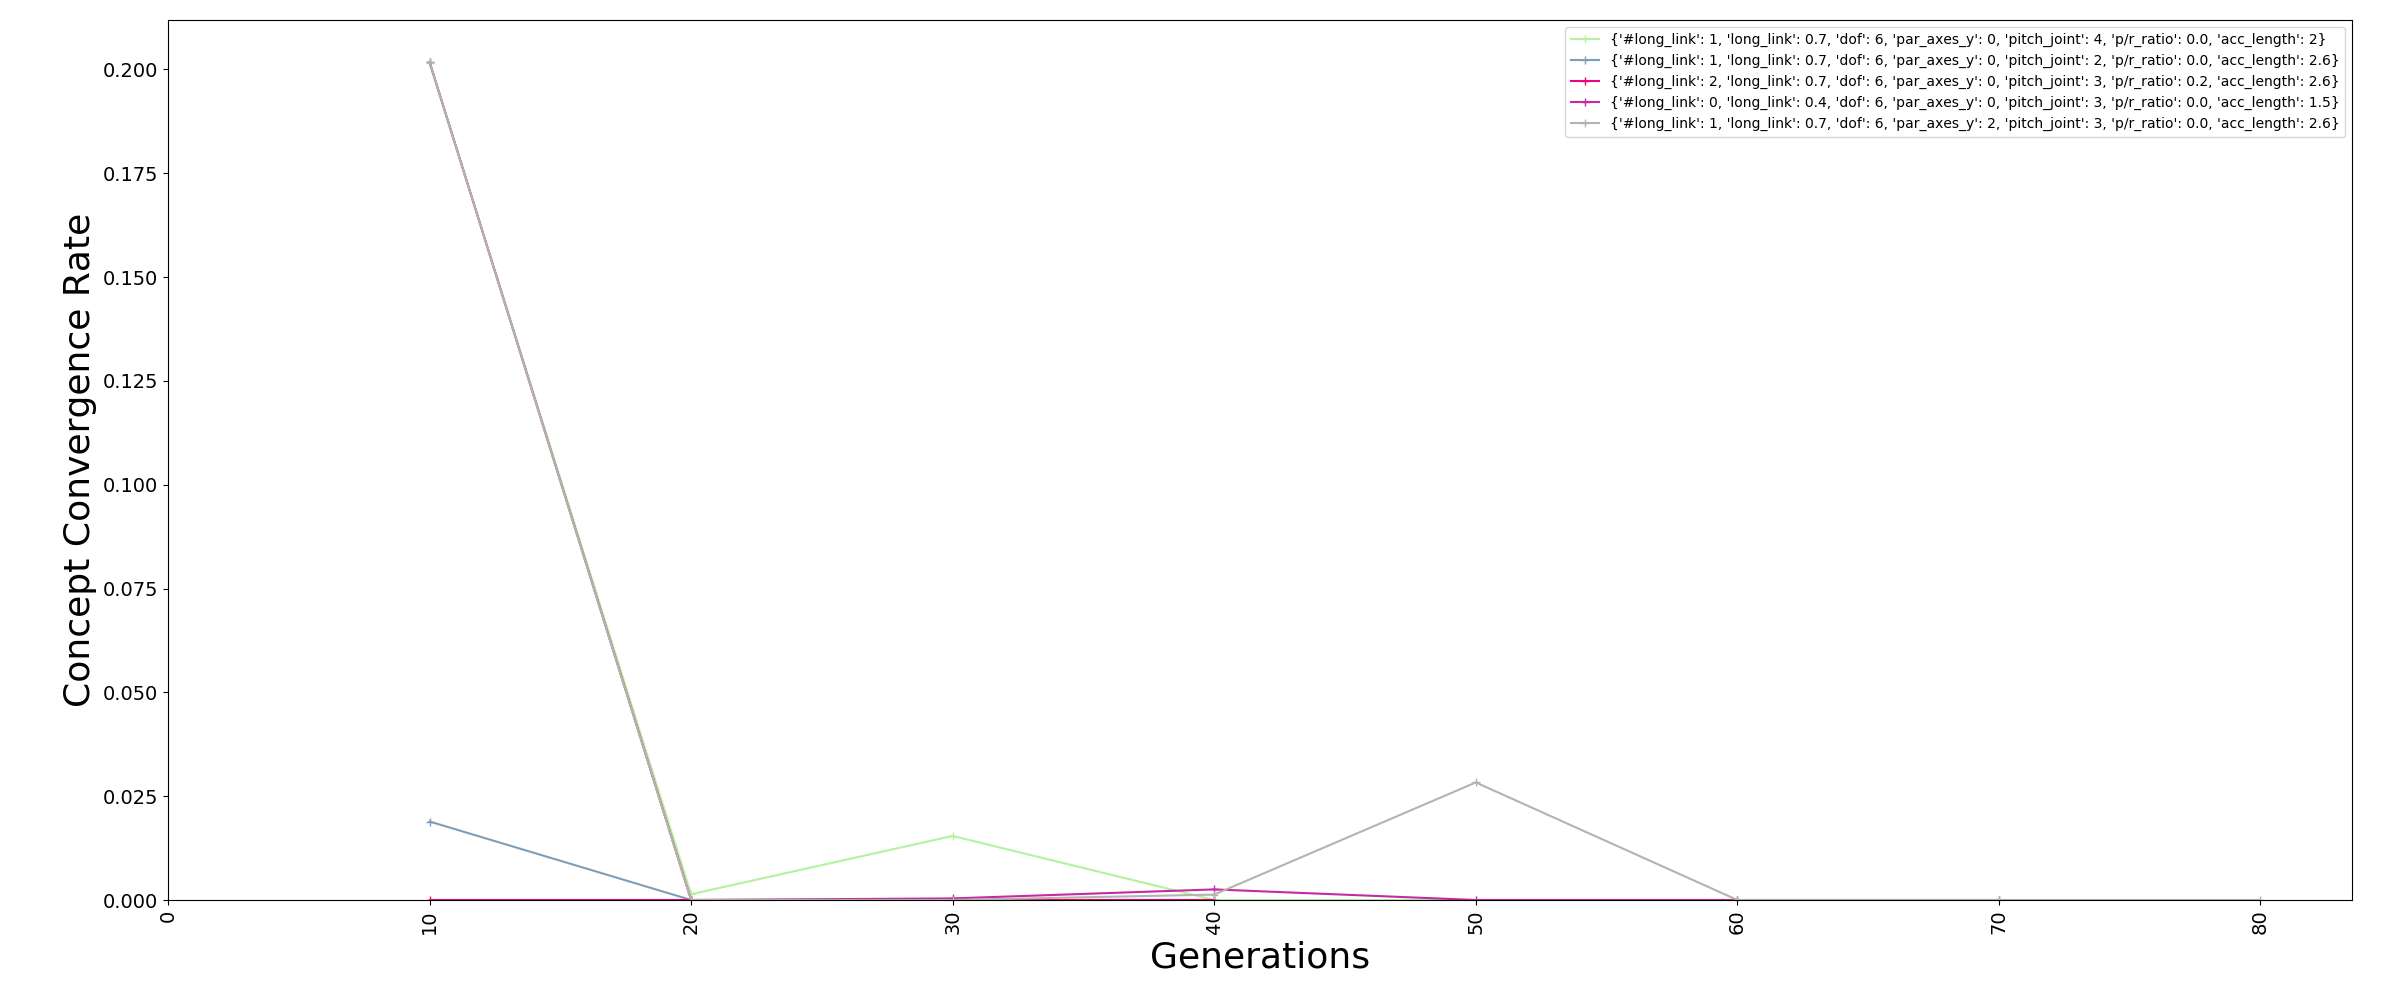 {'#long_link': 1, 'long_link': 0.7, 'dof': 6, 'par_axes_y': 0, 'pitch_joint': 4, 'p/r_ratio': 0.0, 'acc_length': 2}
{'#long_link': 1, 'long_link': 0.7, 'dof': 6, 'par_axes_y': 0, 'pitch_joint': 2, 'p/r_ratio': 0.0, 'acc_length': 2.6}
{'#long_link': 2, 'long_link': 0.7, 'dof': 6, 'par_axes_y': 0, 'pitch_joint': 3, 'p/r_ratio': 0.2, 'acc_length': 2.6}
{'#long_link': 0, 'long_link': 0.4, 'dof': 6, 'par_axes_y': 0, 'pitch_joint': 3, 'p/r_ratio': 0.0, 'acc_length': 1.5}
{'#long_link': 1, 'long_link': 0.7, 'dof': 6, 'par_axes_y': 2, 'pitch_joint': 3, 'p/r_ratio': 0.0, 'acc_length': 2.6}
Concept Convergence Rate
0.200
0.175
0.150
0.125
0.100
0.075
0.050
0.025
0.000
0 10 20 30 40 50 60 70 80
Generations